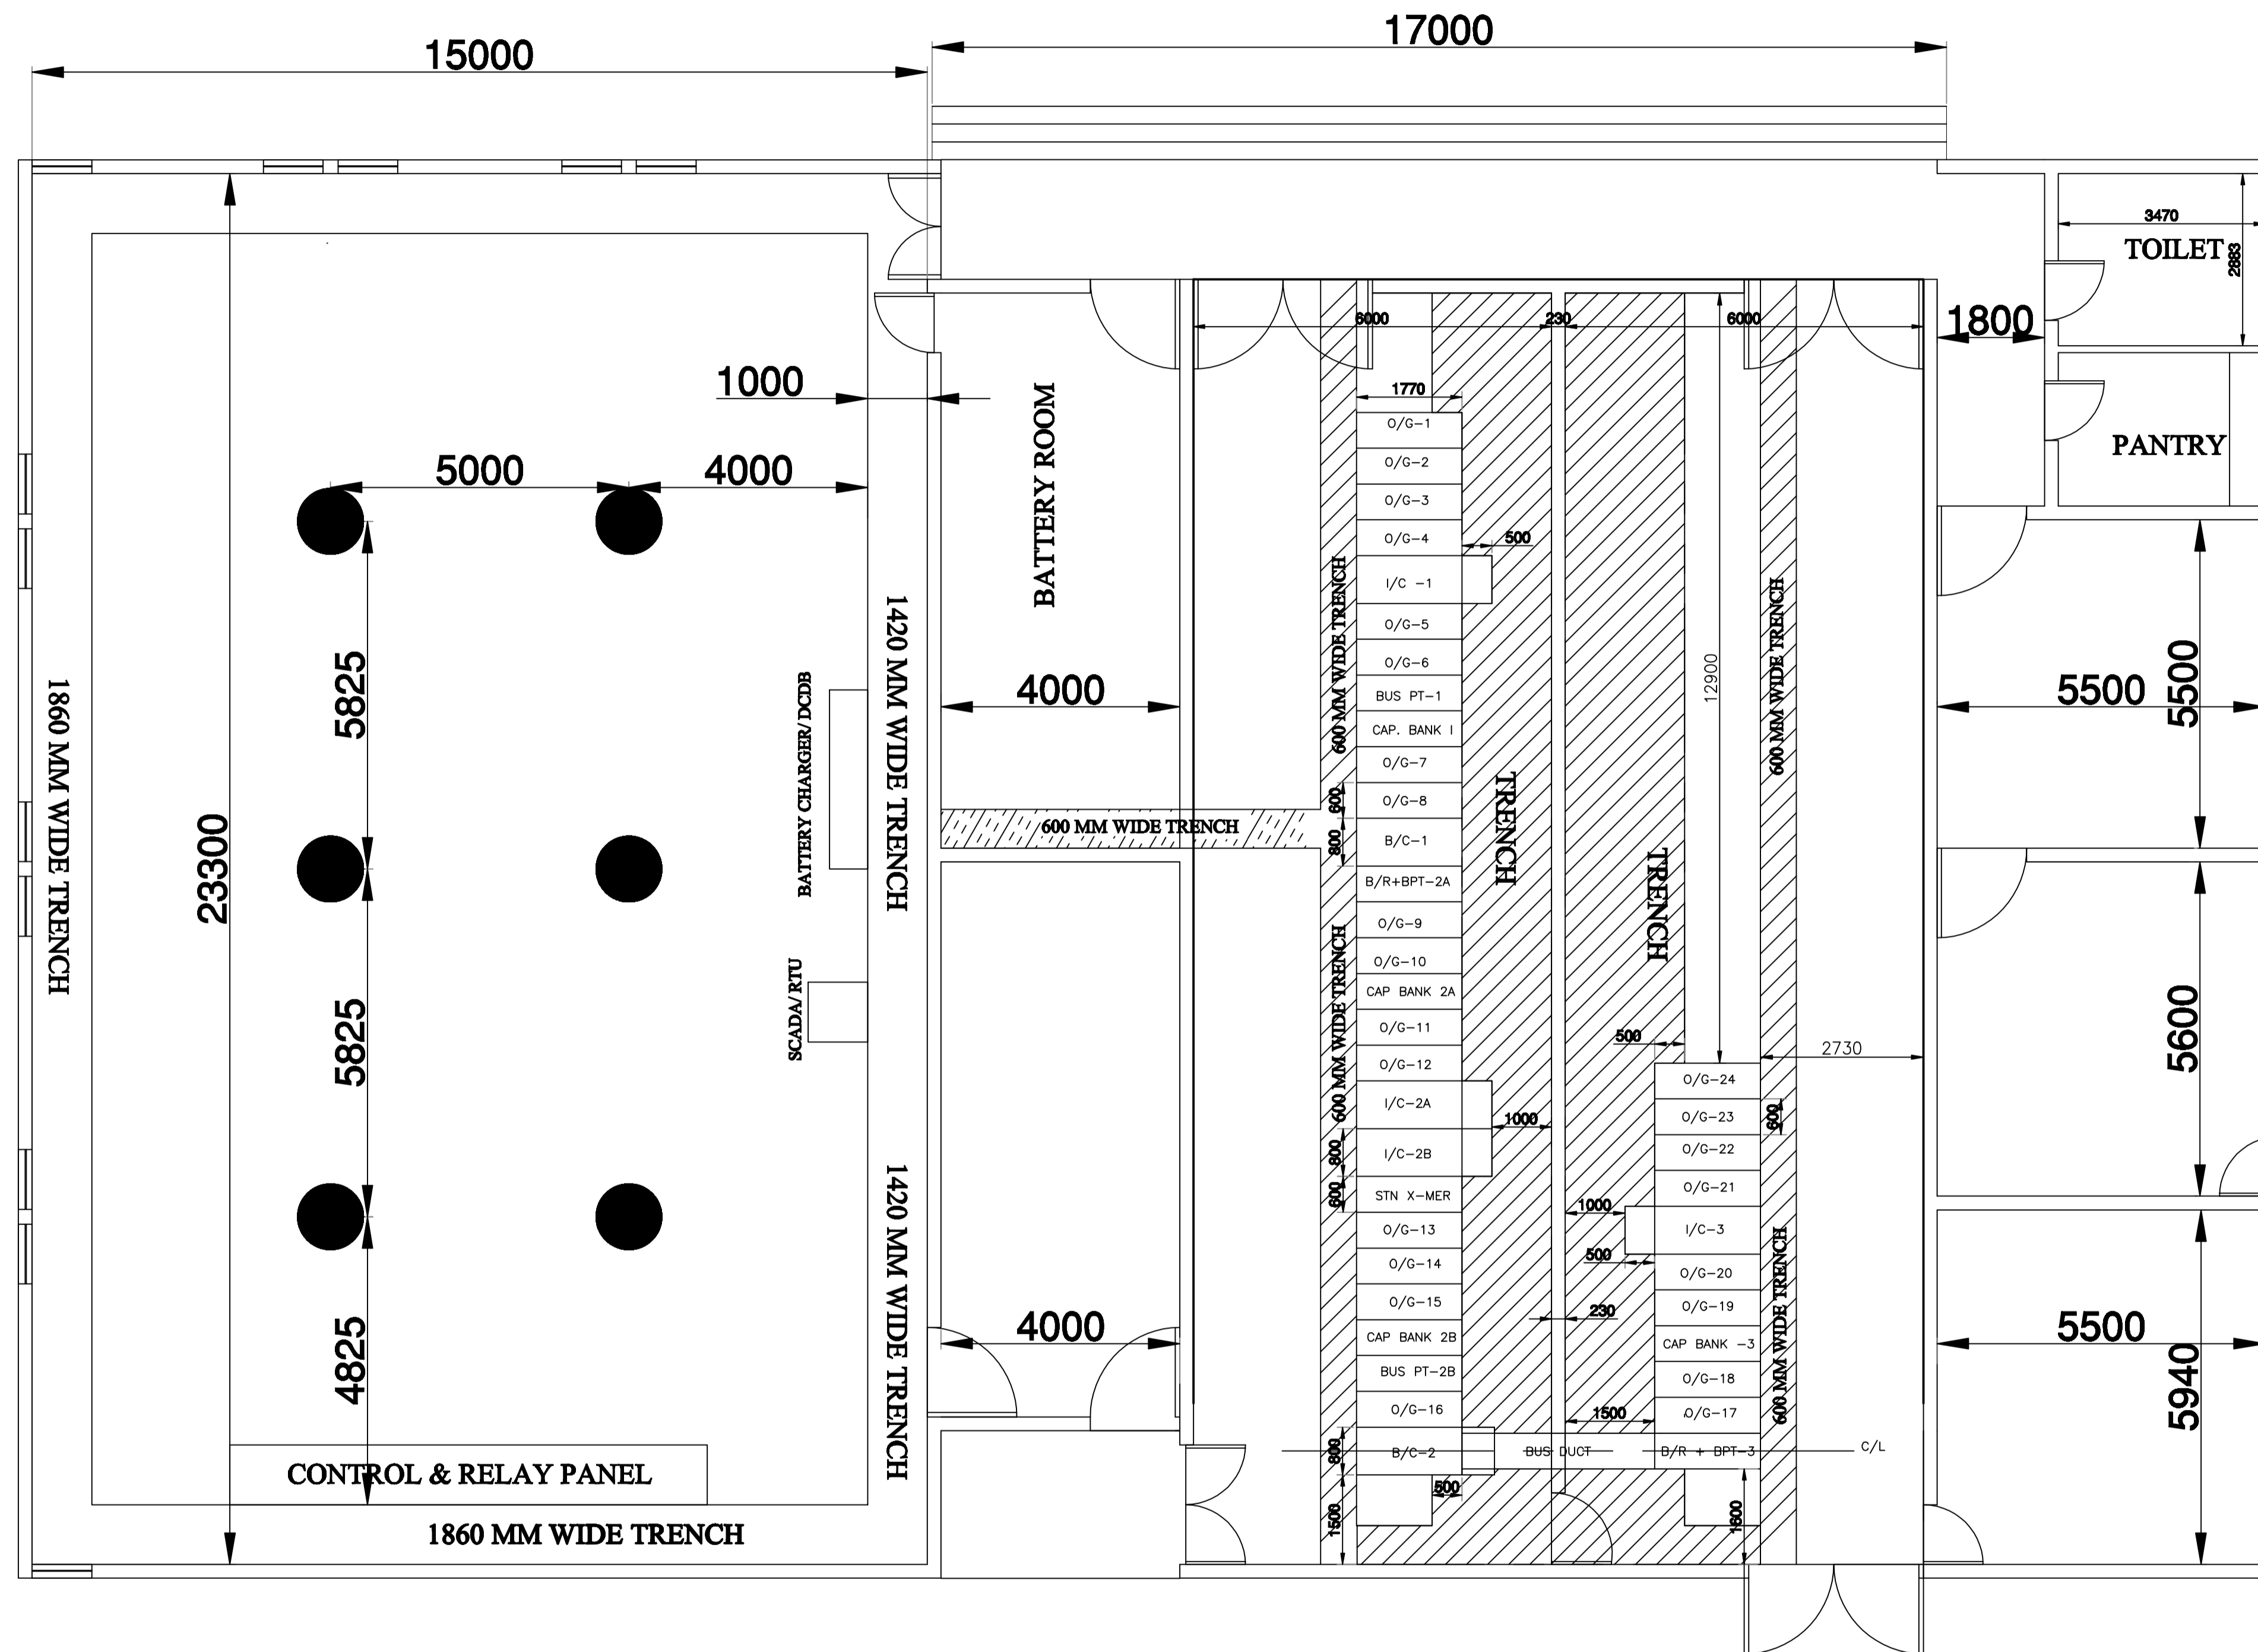 15000
17000
3470
TOILET
2883
6000
230
6000
1800
1000
1770
5000
4000
BATTERY ROOM
PANTRY
O/G-1
O/G-2
O/G-3
O/G-4
500
I/C -1
O/G-5
O/G-6
BUS PT-1
CAP. BANK I
O/G-7
O/G-8
B/C-1
B/R+BPT-2A
O/G-9
O/G-10
CAP BANK 2A
O/G-11
O/G-12
I/C-2A
I/C-2B
STN X-MER
O/G-13
O/G-14
O/G-15
CAP BANK 2B
BUS PT-2B
O/G-16
B/C-2
600 MM WIDE TRENCH
600 MM WIDE TRENCH
600
800
800
600
800
1500
500
1000
TRENCH
TRENCH
12900
600 MM WIDE TRENCH
600 MM WIDE TRENCH
500
2730
O/G-24
O/G-23
O/G-22
O/G-21
I/C-3
O/G-20
O/G-19
CAP BANK -3
O/G-18
O/G-17
B/R + BPT-3
BUS DUCT
C/L
600
1000
500
230
1500
1600
5825
5825
4825
23300
1860 MM WIDE TRENCH
BATTERY CHARGER/ DCDB
SCADA/ RTU
1420 MM WIDE TRENCH
1420 MM WIDE TRENCH
4000
600 MM WIDE TRENCH
4000
CONTROL & RELAY PANEL
1860 MM WIDE TRENCH
5500
5500
5600
5500
5940